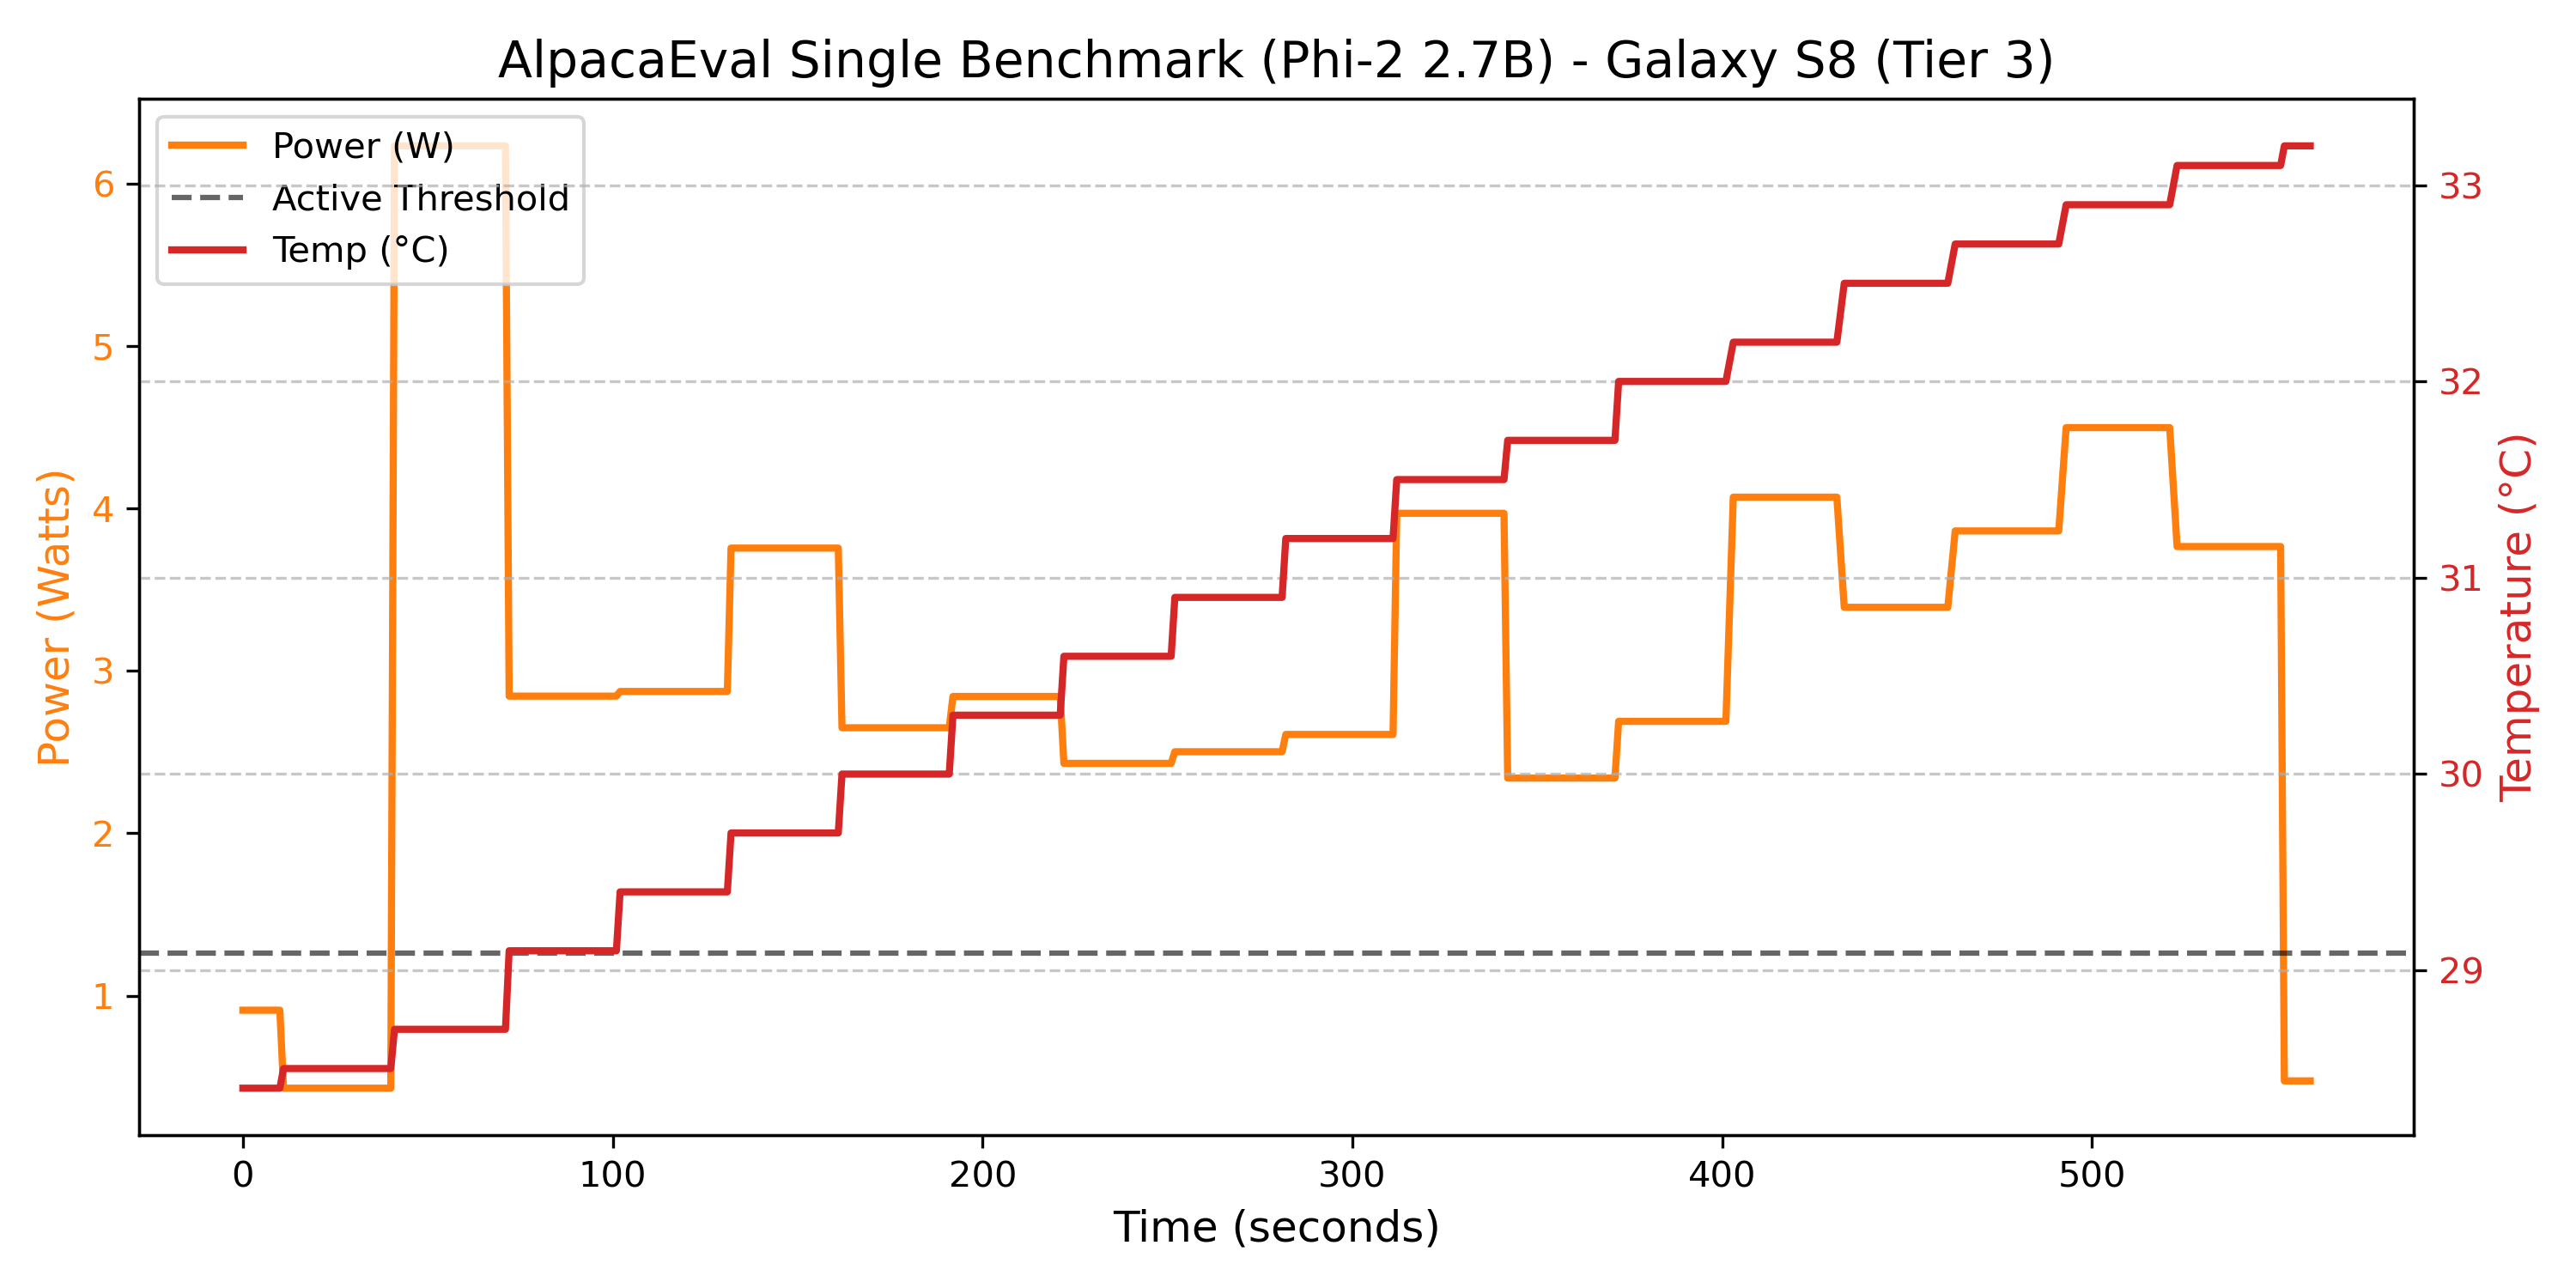 AlpacaEval Single Benchmark (Phi-2 2.7B) - Galaxy S8 (Tier 3)
Power (W)
Active Threshold
Temp (°C)
Power (Watts)
6
5
4
3
2
1
33
32
31
30
29
Temperature (°C)
0 100 200 300 400 500
Time (seconds)